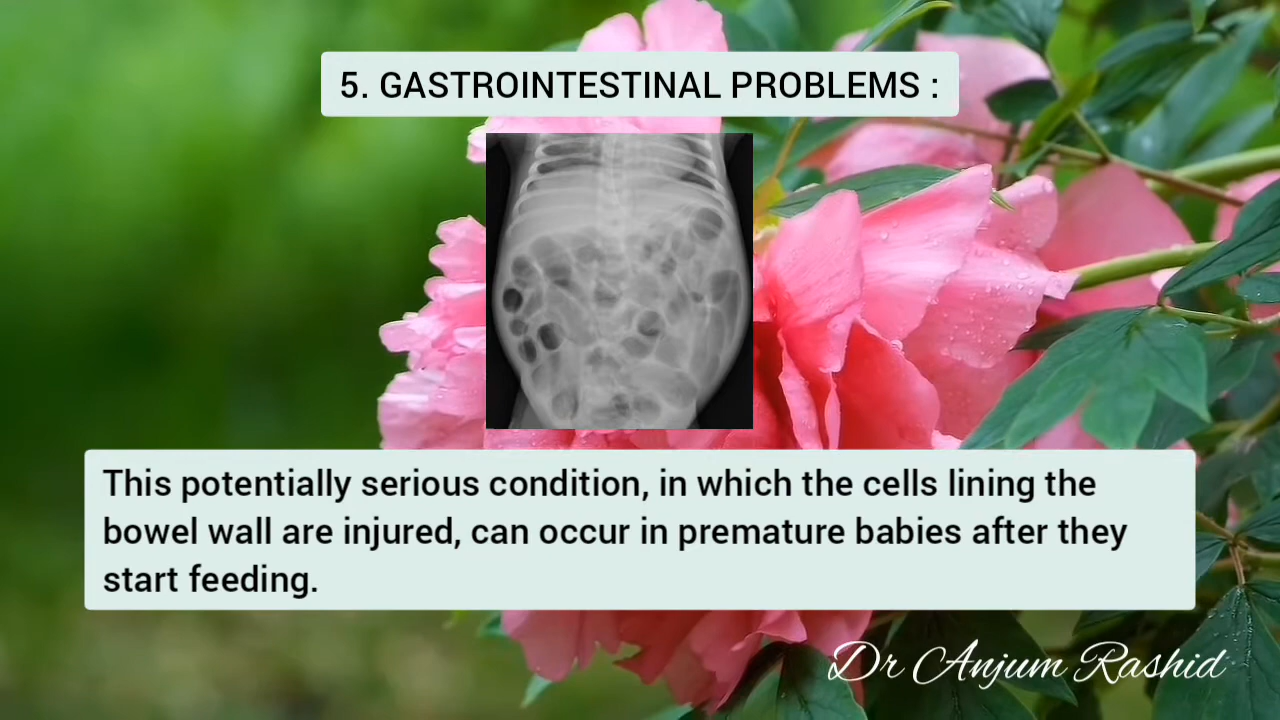 5. GASTROINTESTINAL PROBLEMS :
This potentially serious condition, in which the cells lining the
bowel wall are injured, can occur in premature babies after they
start feeding.
Dr Anjum Rashid